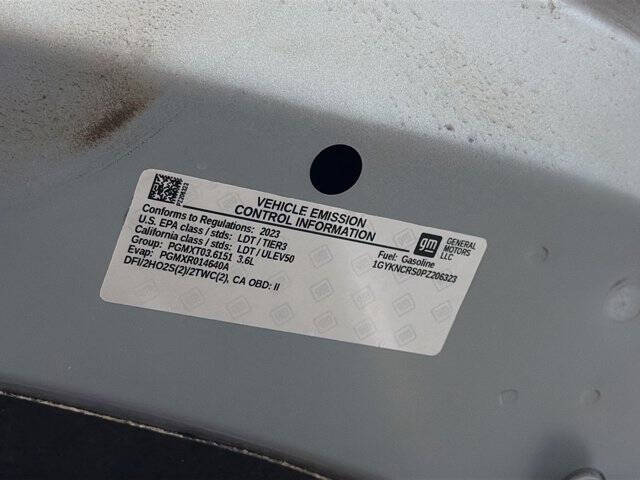 PZ206323
VEHICLE EMISSION
CONTROL INFORMATION
Conforms to Regulations: 2023
U.S. EPA class / stds: LDT / TIER3
California class / stds: LDT / ULEV50
Group: PGMXT03.6151 3.6L
Evap: PGMXR014640A
DFI/2HO2S(2)/2TWC(2), CA OBD: II
gm
GENERAL
MOTORS
LLC
Fuel: Gasoline
1GYKNCRS0PZ206323